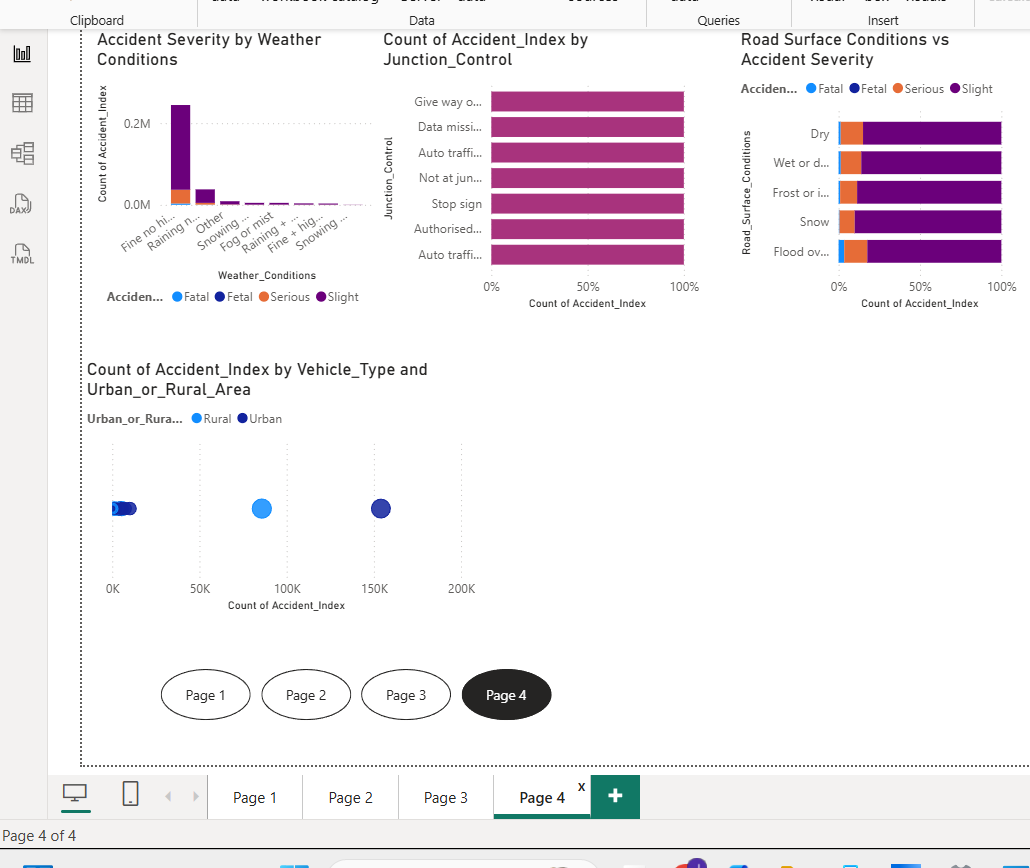 Clipboard
Data
Queries
Insert
Accident Severity by Weather
Conditions
Count of Accident_Index
0.2M
0.0M
Fine no hi...
Raining n...
Other
Snowing ...
Fog or mist
Raining + ...
Fine + hig...
Snowing ...
Weather_Conditions
Acciden... Fatal Fetal Serious Slight
Count of Accident_Index by
Junction_Control
Junction_Control
Give way o...
Data missi...
Auto traffi...
Not at jun...
Stop sign
Authorised...
Auto traffi...
0% 50% 100%
Count of Accident_Index
Road Surface Conditions vs
Accident Severity
Acciden... Fatal Fetal Serious Slight
Road_Surface_Conditions
Dry
Wet or d...
Frost or i...
Snow
Flood ov...
0% 50% 100%
Count of Accident_Index
Count of Accident_Index by Vehicle_Type and
Urban_or_Rural_Area
Urban_or_Rura... Rural Urban
0K 50K 100K 150K 200K
Count of Accident_Index
Page 1 Page 2 Page 3 Page 4
DAX
TMDL
Page 1 Page 2 Page 3 Page 4 x +
Page 4 of 4